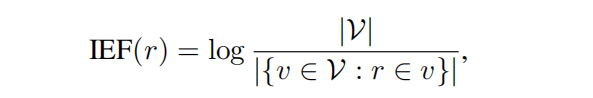 IEF(r) = log |𝒱| / |{v ∈ 𝒱 : r ∈ v}|,